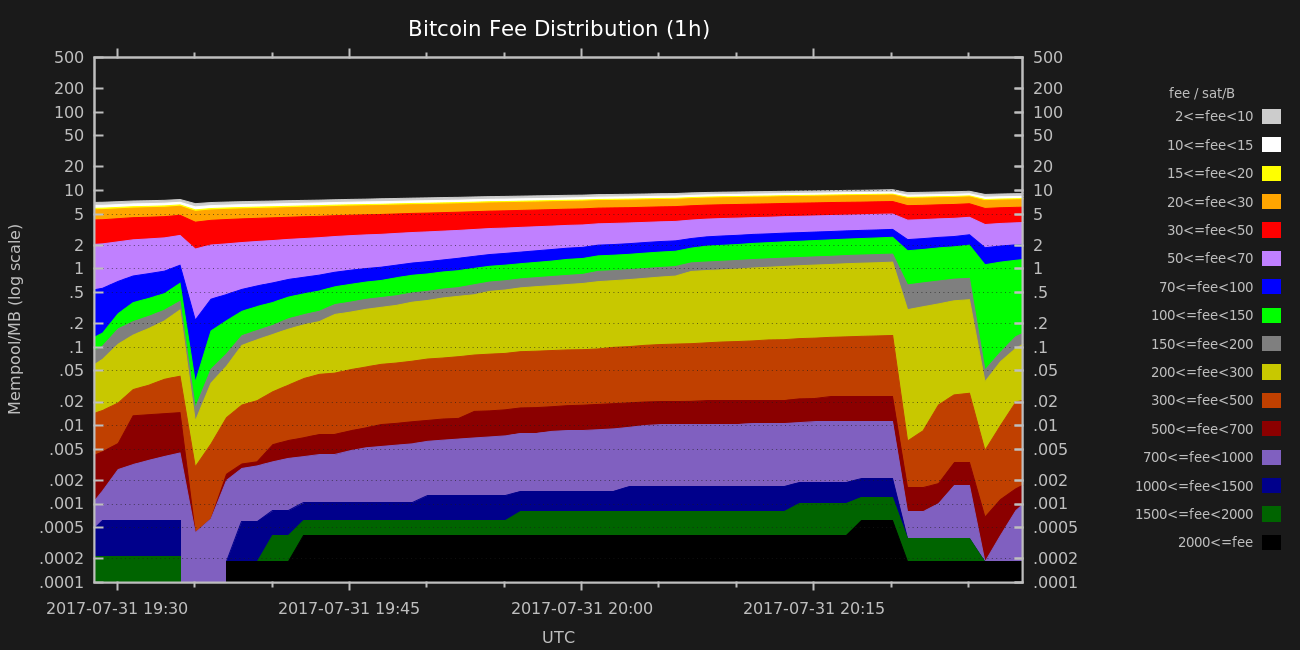 Bitcoin Fee Distribution (1h)
500
200
100
50
20
10
5
2
1
.5
.2
.1
.05
.02
.01
.005
.002
.001
.0005
.0002
.0001
Mempool/MB (log scale)
500
200
100
50
20
10
5
2
1
.5
.2
.1
.05
.02
.01
.005
.002
.001
.0005
.0002
.0001
2017-07-31 19:30 2017-07-31 19:45 2017-07-31 20:00 2017-07-31 20:15
UTC
fee / sat/B
2<=fee<10
10<=fee<15
15<=fee<20
20<=fee<30
30<=fee<50
50<=fee<70
70<=fee<100
100<=fee<150
150<=fee<200
200<=fee<300
300<=fee<500
500<=fee<700
700<=fee<1000
1000<=fee<1500
1500<=fee<2000
2000<=fee